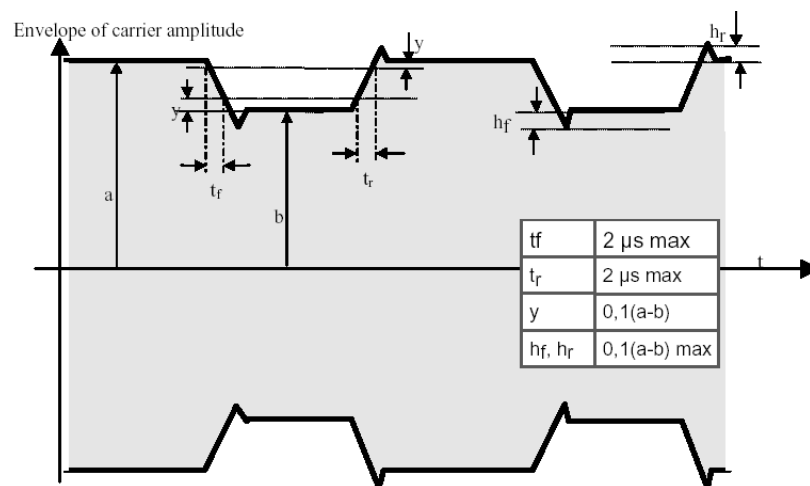 Envelope of carrier amplitude
y
h_r
y
h_f
t_f
t_r
a
b
t
tf 2 µs max
t_r 2 µs max
y 0,1(a-b)
h_f, h_r 0,1(a-b) max